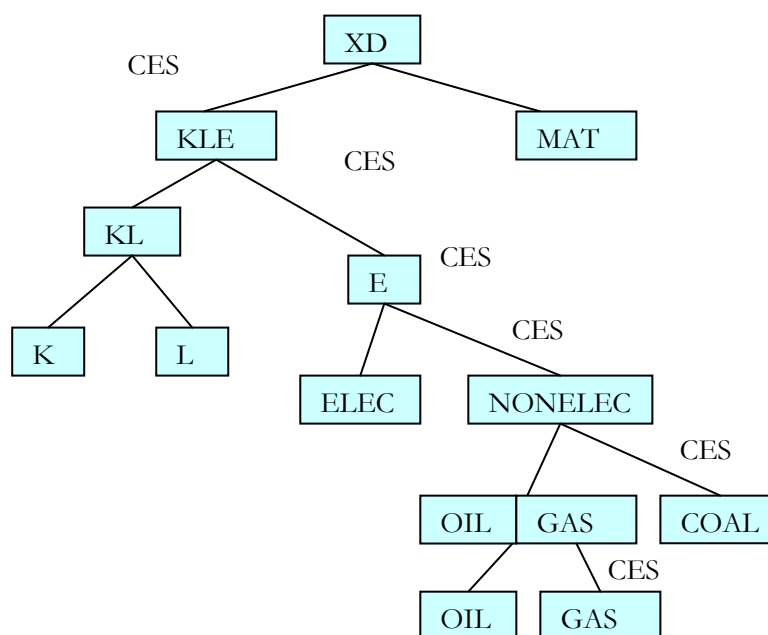 XD
CES
KLE
MAT
CES
KL
E
CES
K
L
CES
ELEC
NONELEC
CES
OIL GAS
COAL
CES
OIL
GAS